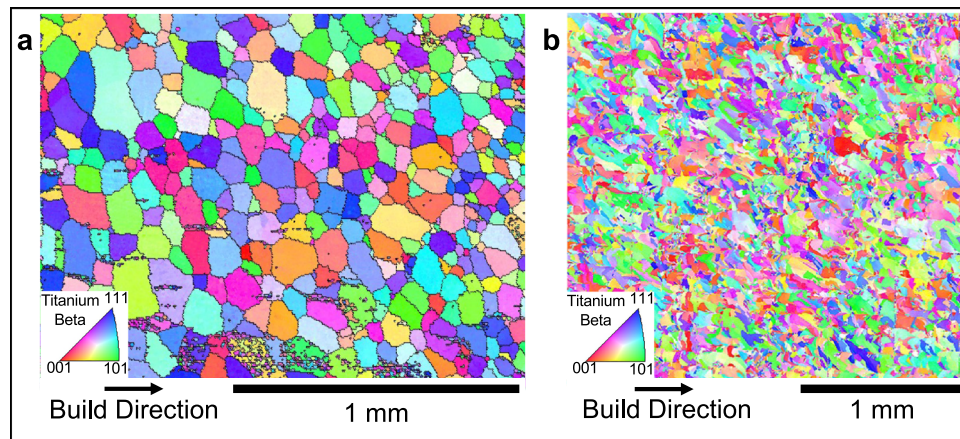 a
Titanium 111
Beta
001 101
Build Direction
1 mm
b
Titanium 111
Beta
001 101
Build Direction
1 mm